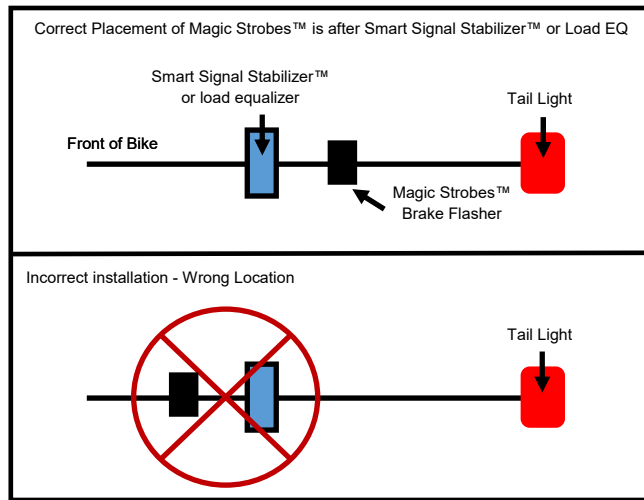 Correct Placement of Magic Strobes™ is after Smart Signal Stabilizer™ or Load EQ
Smart Signal Stabilizer™
or load equalizer
Tail Light
Front of Bike
Magic Strobes™
Brake Flasher
Incorrect installation - Wrong Location
Tail Light